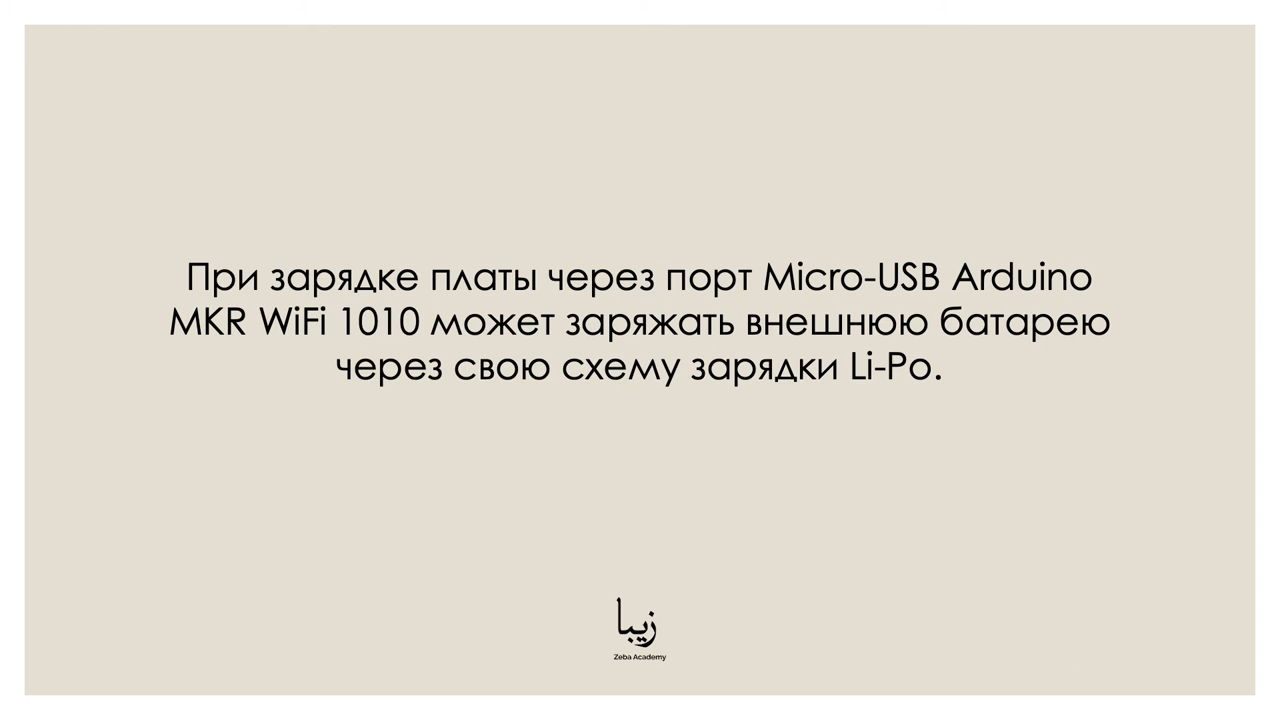 При зарядке платы через порт Micro-USB Arduino
MKR WiFi 1010 может заряжать внешнюю батарею
через свою схему зарядки Li-Po.
زیبا
Zeba Academy